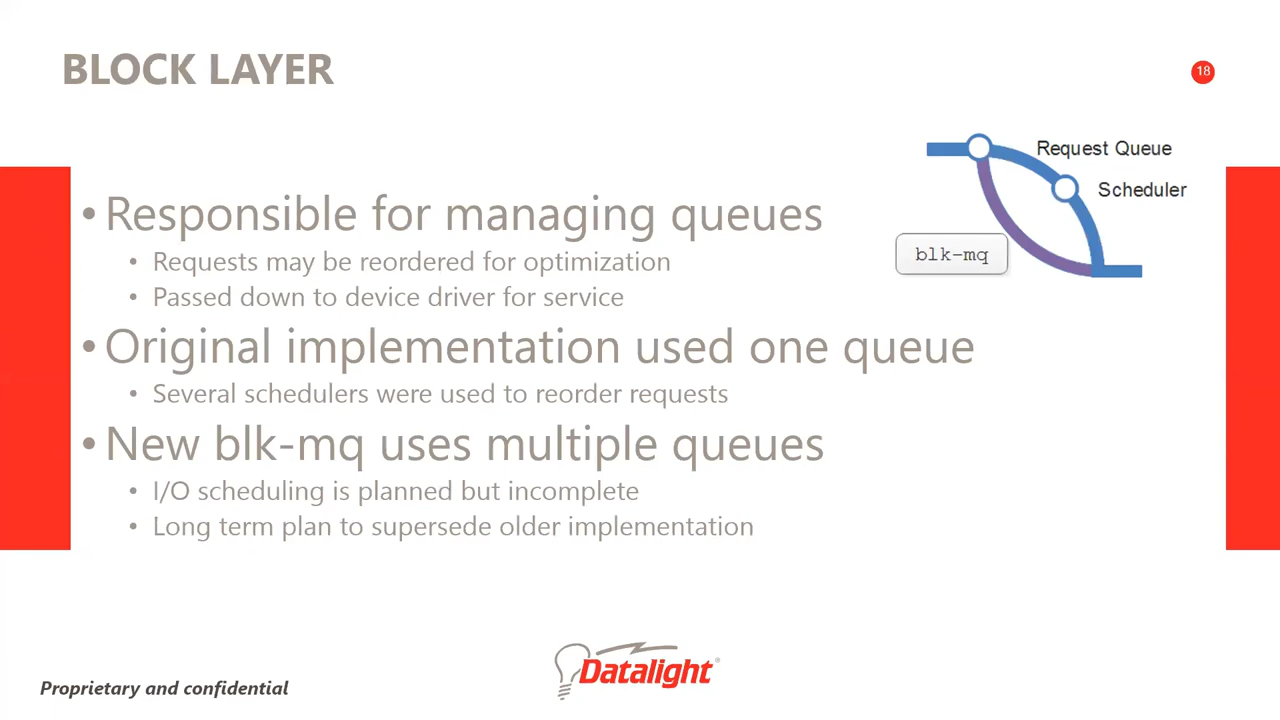 BLOCK LAYER
18
Request Queue
Scheduler
blk-mq
• Responsible for managing queues
• Requests may be reordered for optimization
• Passed down to device driver for service
• Original implementation used one queue
• Several schedulers were used to reorder requests
• New blk-mq uses multiple queues
• I/O scheduling is planned but incomplete
• Long term plan to supersede older implementation
Datalight®
Proprietary and confidential